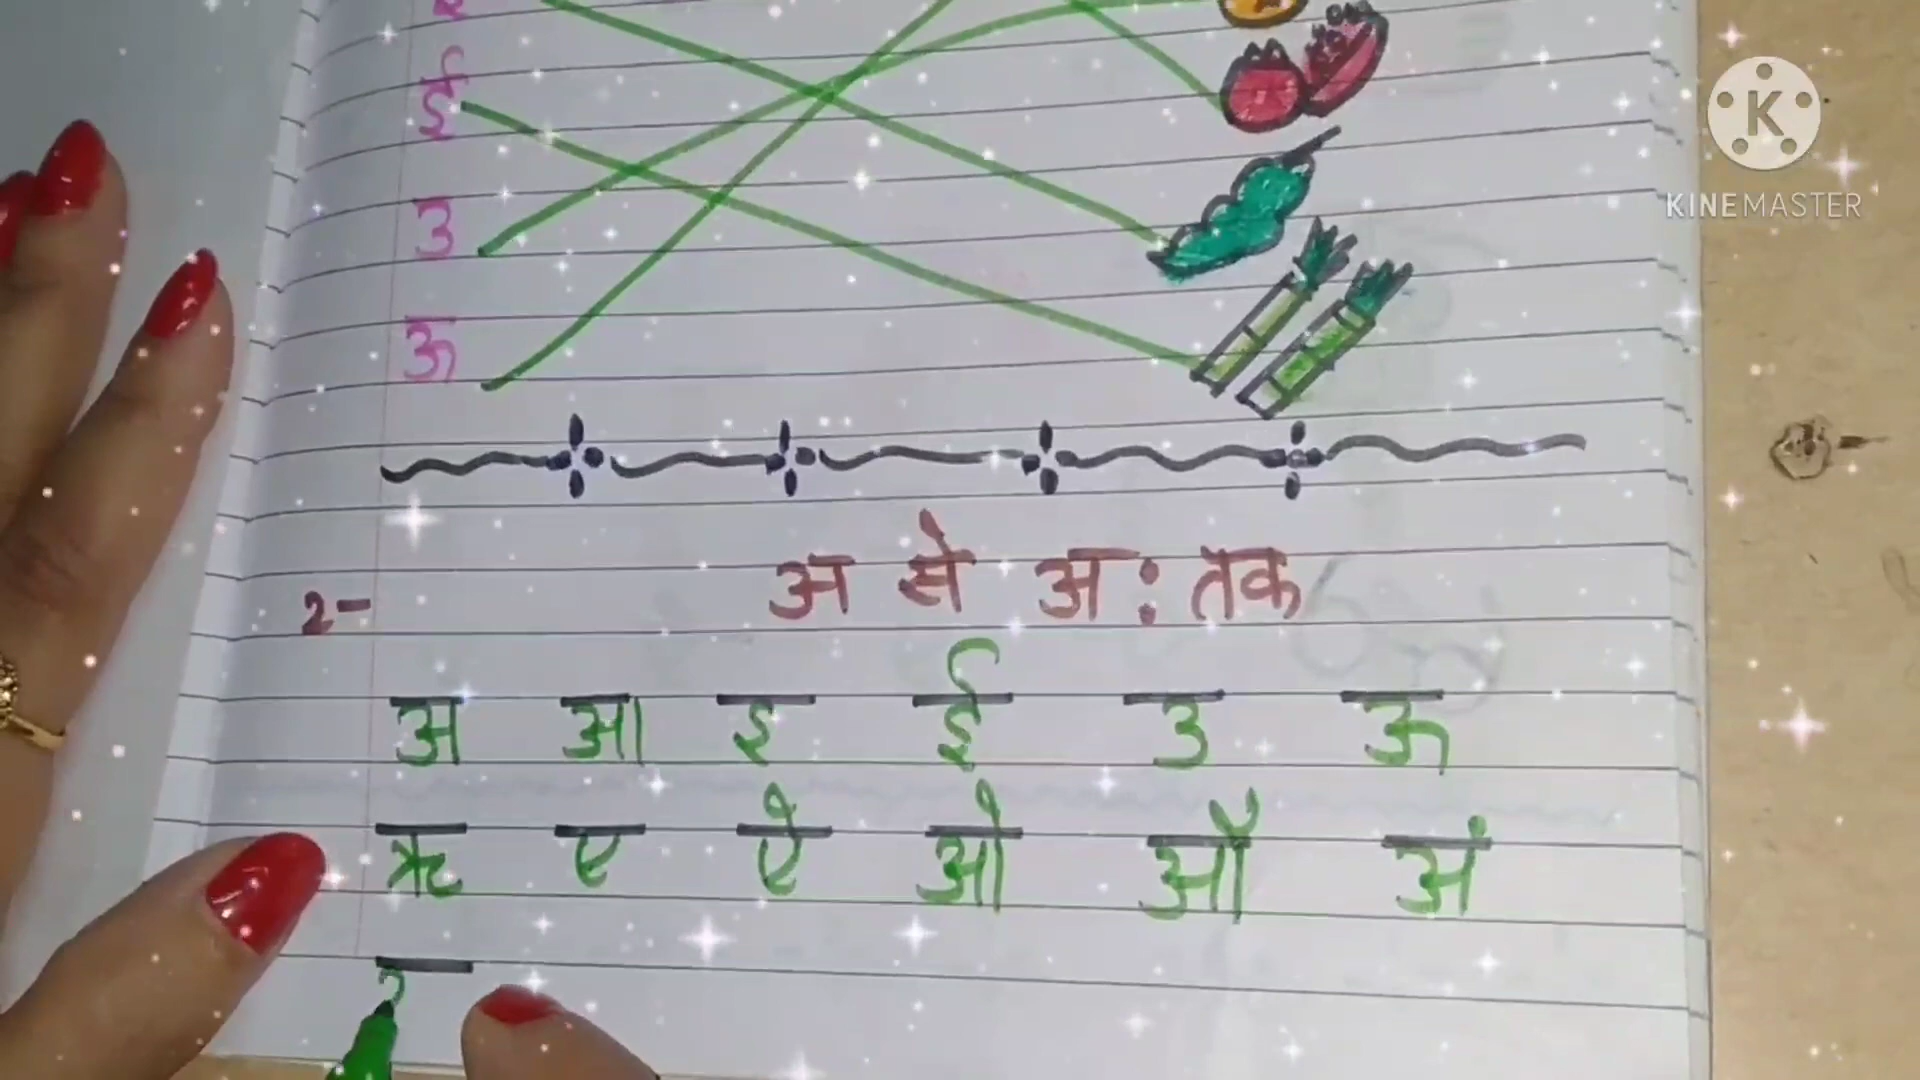 ई
उ
ऊ
K
KINEMASTER
2- अ से अ: तक
अ आ इ ई उ ऊ
ऋ ए ऐ ओ औ अं